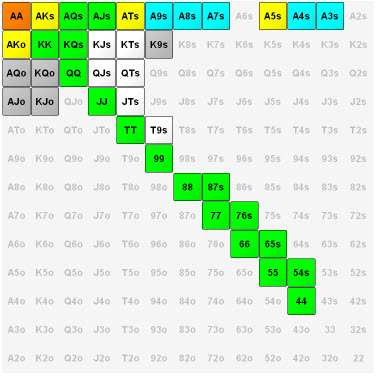 AA AKs AQs AJs ATs A9s A8s A7s A6s A5s A4s A3s A2s
AKo KK KQs KJs KTs K9s K8s K7s K6s K5s K4s K3s K2s
AQo KQo QQ QJs QTs Q9s Q8s Q7s Q6s Q5s Q4s Q3s Q2s
AJo KJo QJo JJ JTs J9s J8s J7s J6s J5s J4s J3s J2s
ATo KTo QTo JTo TT T9s T8s T7s T6s T5s T4s T3s T2s
A9o K9o Q9o J9o T9o 99 98s 97s 96s 95s 94s 93s 92s
A8o K8o Q8o J8o T8o 98o 88 87s 86s 85s 84s 83s 82s
A7o K7o Q7o J7o T7o 97o 87o 77 76s 75s 74s 73s 72s
A6o K6o Q6o J6o T6o 96o 86o 76o 66 65s 64s 63s 62s
A5o K5o Q5o J5o T5o 95o 85o 75o 65o 55 54s 53s 52s
A4o K4o Q4o J4o T4o 94o 84o 74o 64o 54o 44 43s 42s
A3o K3o Q3o J3o T3o 93o 83o 73o 63o 53o 43o 33 32s
A2o K2o Q2o J2o T2o 92o 82o 72o 62o 52o 42o 32o 22